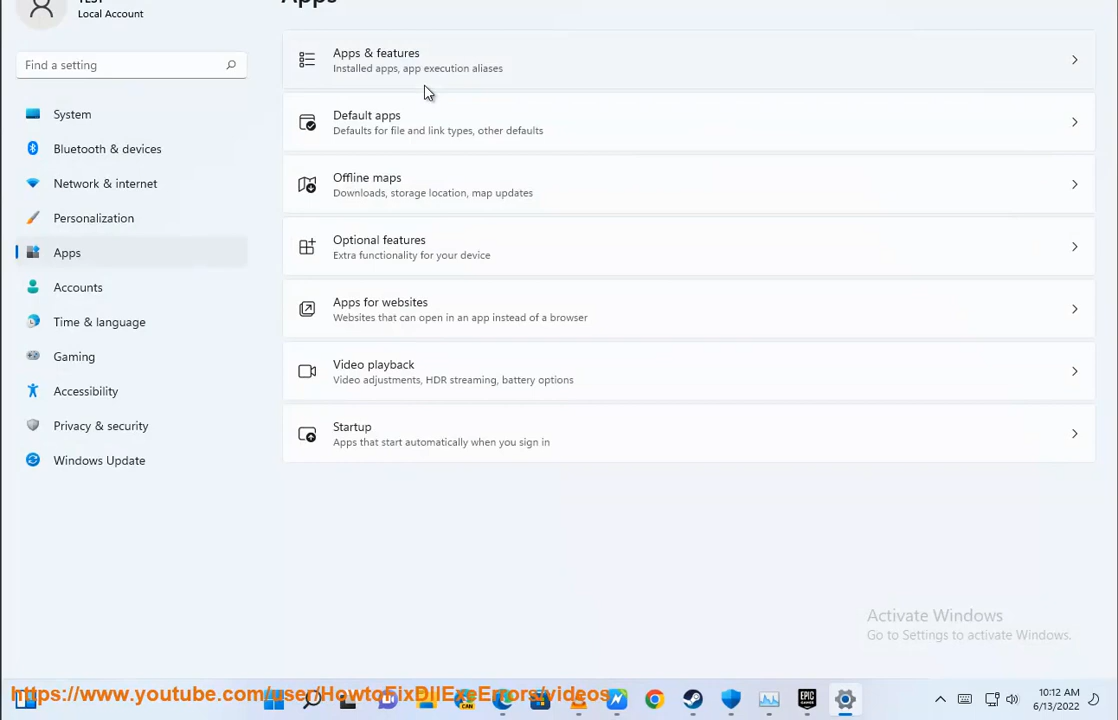 Local Account
Apps
Find a setting
System
Bluetooth & devices
Network & internet
Personalization
Apps
Accounts
Time & language
Gaming
Accessibility
Privacy & security
Windows Update
Apps & features
Installed apps, app execution aliases
Default apps
Defaults for file and link types, other defaults
Offline maps
Downloads, storage location, map updates
Optional features
Extra functionality for your device
Apps for websites
Websites that can open in an app instead of a browser
Video playback
Video adjustments, HDR streaming, battery options
Startup
Apps that start automatically when you sign in
Activate Windows
Go to Settings to activate Windows.
https://www.youtube.com/user/HowtoFixDllExeErrors/videos
CAN
EPIC
GAMES
10:12 AM
6/13/2022